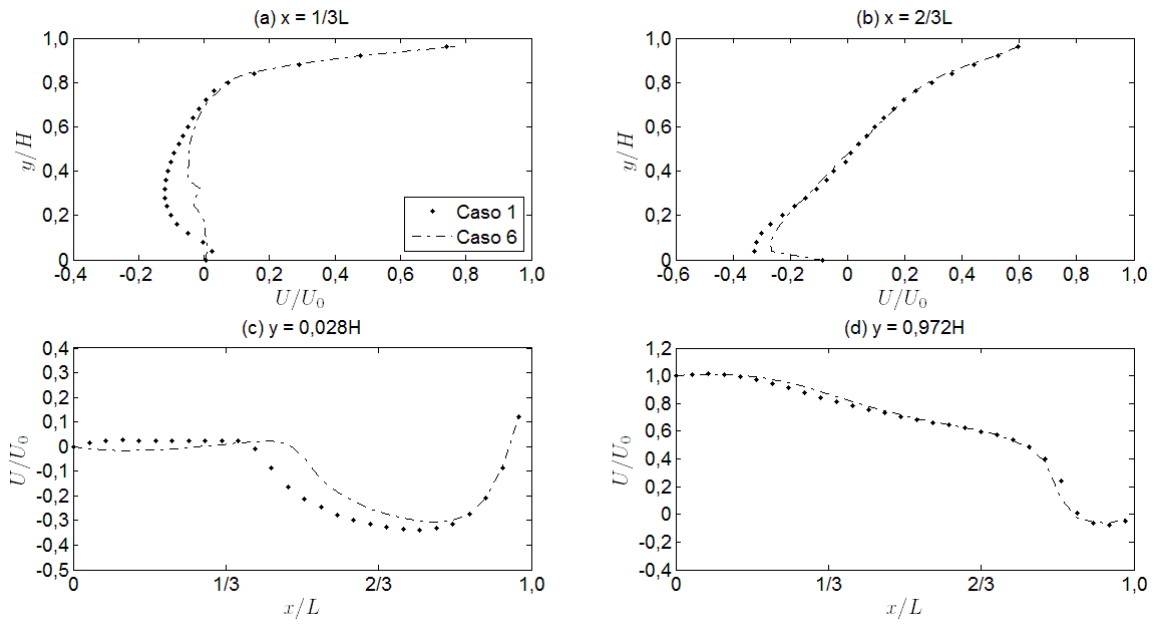 (a) x = 1/3L
1,0
0,8
0,6
0,4
0,2
0
y/H
-0,4 -0,2 0 0,2 0,4 0,6 0,8 1,0
U/U₀
Caso 1
Caso 6
(b) x = 2/3L
1,0
0,8
0,6
0,4
0,2
0
y/H
-0,6 -0,4 -0,2 0 0,2 0,4 0,6 0,8 1,0
U/U₀
(c) y = 0,028H
0,4
0,3
0,2
0,1
0
-0,1
-0,2
-0,3
-0,4
-0,5
U/U₀
0 1/3 2/3 1,0
x/L
(d) y = 0,972H
1,2
1,0
0,8
0,6
0,4
0,2
0
-0,2
-0,4
U/U₀
0 1/3 2/3 1,0
x/L